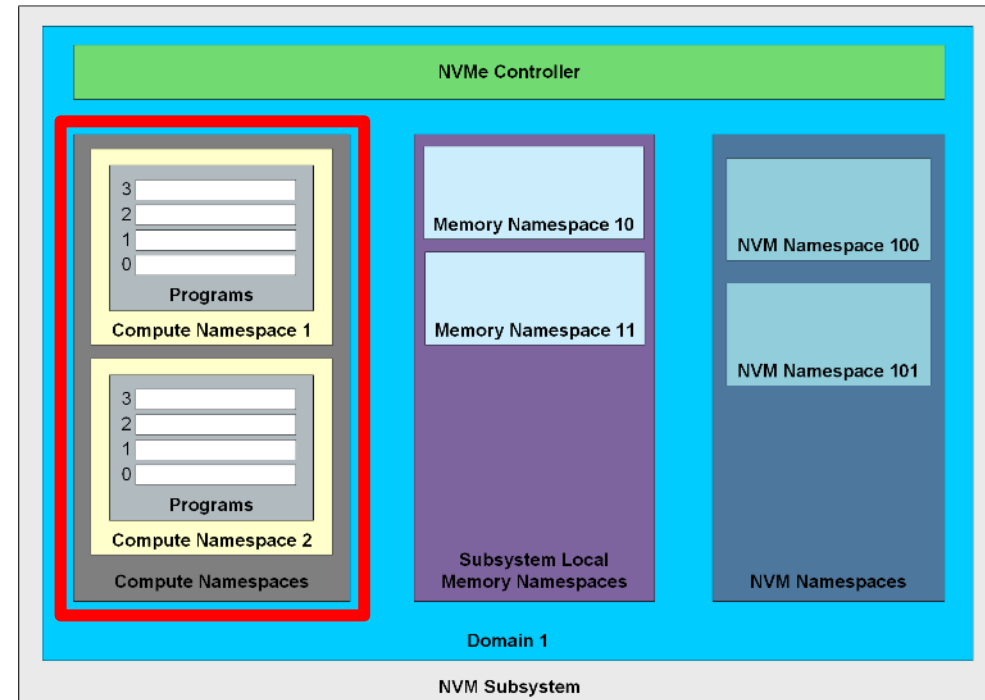 NVMe Controller
3
2
1
0
Programs
Compute Namespace 1
3
2
1
0
Programs
Compute Namespace 2
Compute Namespaces
Memory Namespace 10
Memory Namespace 11
Subsystem Local
Memory Namespaces
NVM Namespace 100
NVM Namespace 101
NVM Namespaces
Domain 1
NVM Subsystem